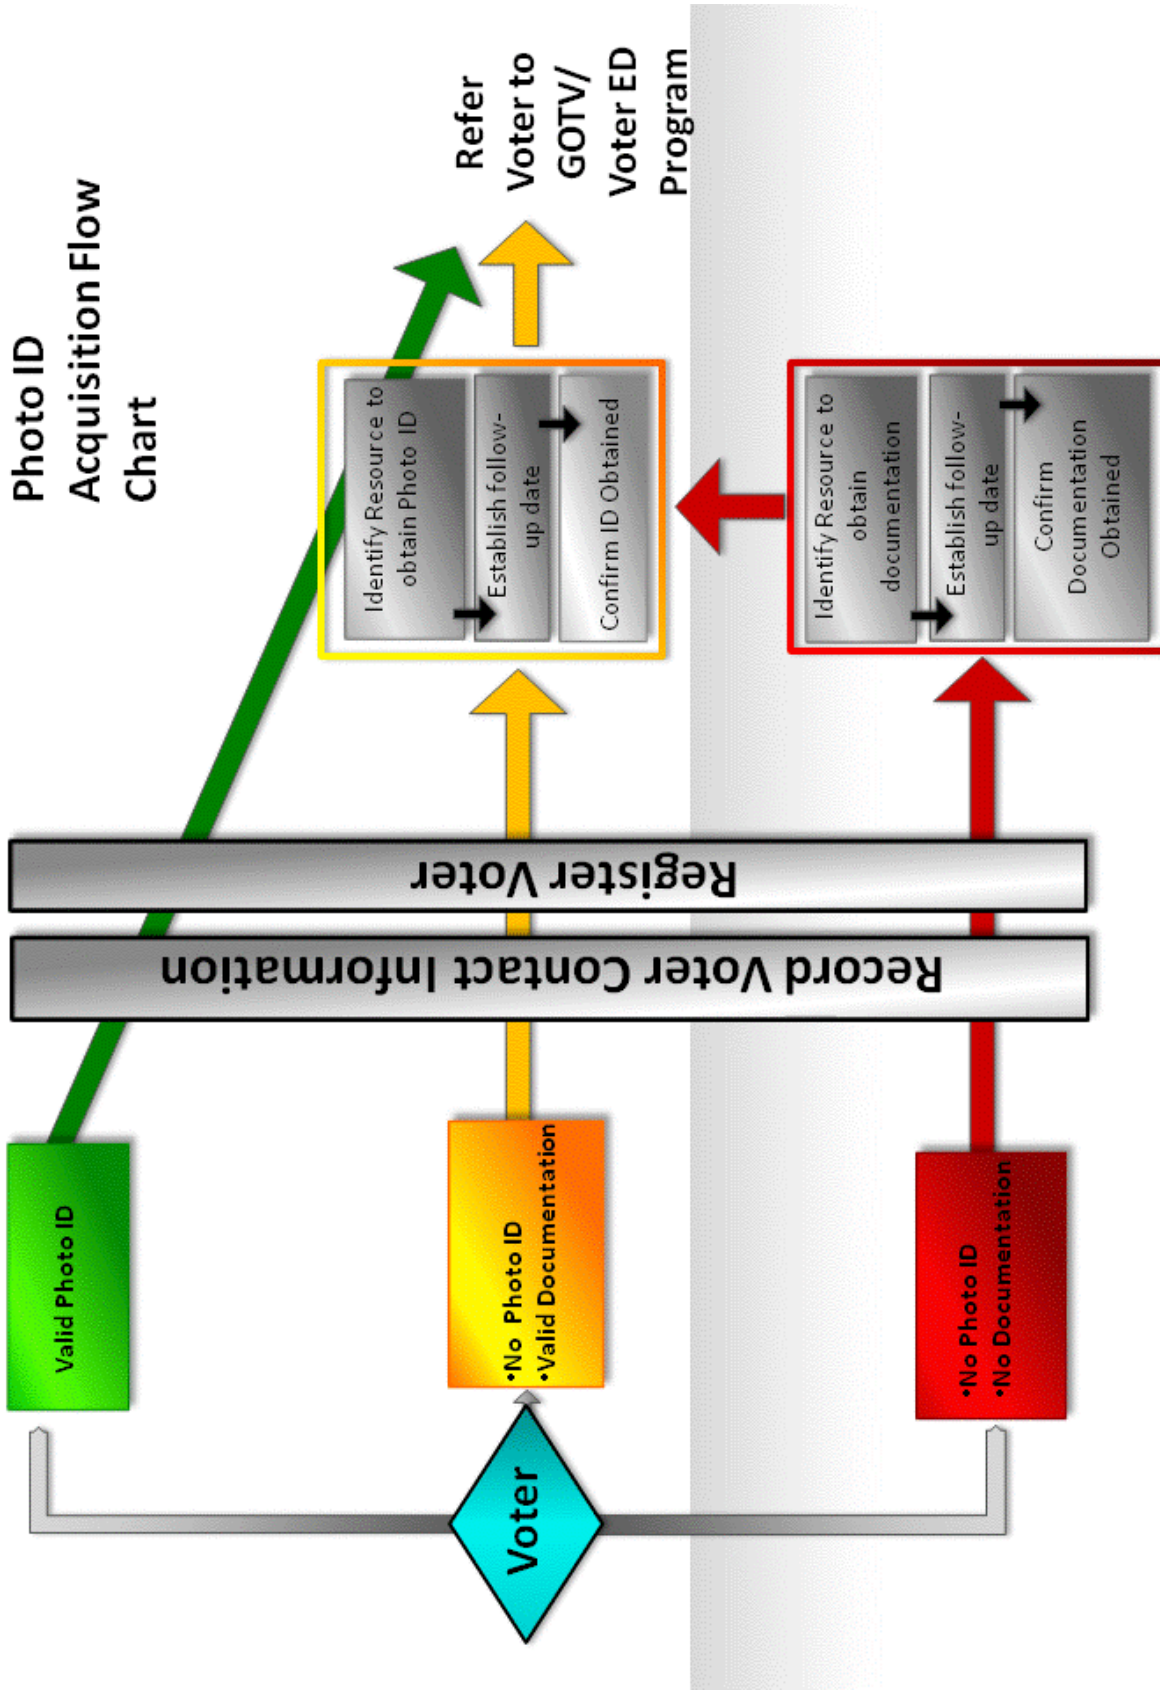 Photo ID
Acquisition Flow
Chart
Voter
Valid Photo ID
•No Photo ID
•Valid Documentation
•No Photo ID
•No Documentation
Record Voter Contact Information
Register Voter
Identify Resource to
obtain Photo ID
Establish follow-
up date
Confirm ID Obtained
Identify Resource to
obtain
documentation
Establish follow-
up date
Confirm
Documentation
Obtained
Refer
Voter to
GOTV/
Voter ED
Program